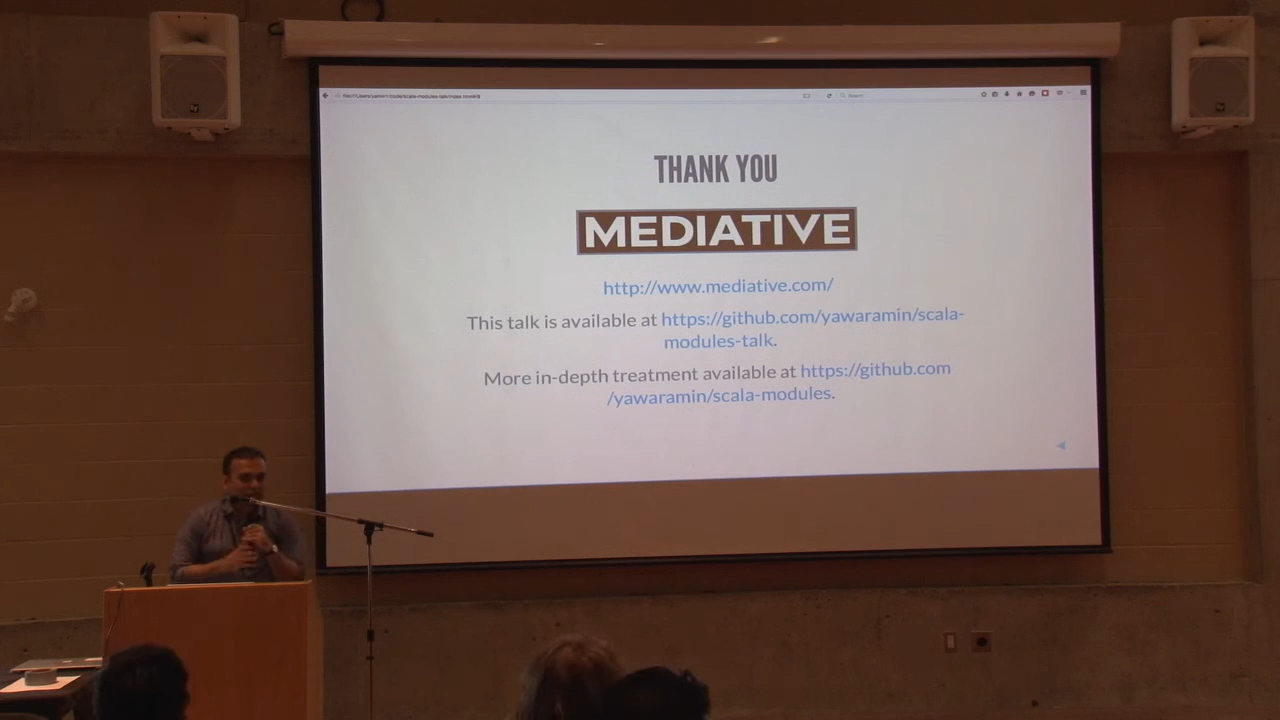 THANK YOU
MEDIATIVE
http://www.mediative.com/
This talk is available at https://github.com/yawaramin/scala-
modules-talk.
More in-depth treatment available at https://github.com
/yawaramin/scala-modules.